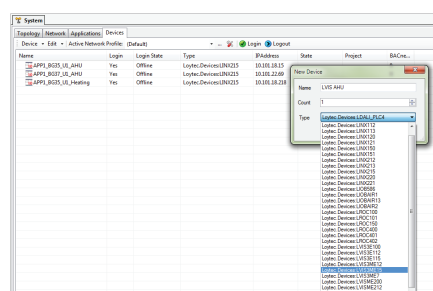 System
Topology Network Applications Devices
Device Edit Active Network Profile: (Default) Login Logout
Name Login Login State Type IPAddress State Project BACne...
APP1_BG35_U1_AHU Yes Offline Loytec.Devices:LINX215 10.101.18.15
APP1_BG35_U1_AHU Yes Offline Loytec.Devices:LINX215 10.101.22.69
APP1_BG35_U1_Heating Yes Offline Loytec.Devices:LINX215 10.101.18.218
New Device
Name LVIS AHU
Count 1
Type Loytec.Devices:LDALI_PLC4
Loytec.Devices:LINX112
Loytec.Devices:LINX113
Loytec.Devices:LINX120
Loytec.Devices:LINX121
Loytec.Devices:LINX150
Loytec.Devices:LINX151
Loytec.Devices:LINX212
Loytec.Devices:LINX213
Loytec.Devices:LINX215
Loytec.Devices:LINX220
Loytec.Devices:LINX221
Loytec.Devices:LIOB586
Loytec.Devices:LIOBAIR1
Loytec.Devices:LIOBAIR13
Loytec.Devices:LIOBAIR2
Loytec.Devices:LROC100
Loytec.Devices:LROC101
Loytec.Devices:LROC150
Loytec.Devices:LROC400
Loytec.Devices:LROC401
Loytec.Devices:LROC402
Loytec.Devices:LVIS3E100
Loytec.Devices:LVIS3E112
Loytec.Devices:LVIS3E115
Loytec.Devices:LVIS3ME12
Loytec.Devices:LVIS3ME15
Loytec.Devices:LVIS3ME7
Loytec.Devices:LVISME200
Loytec.Devices:LVISME212